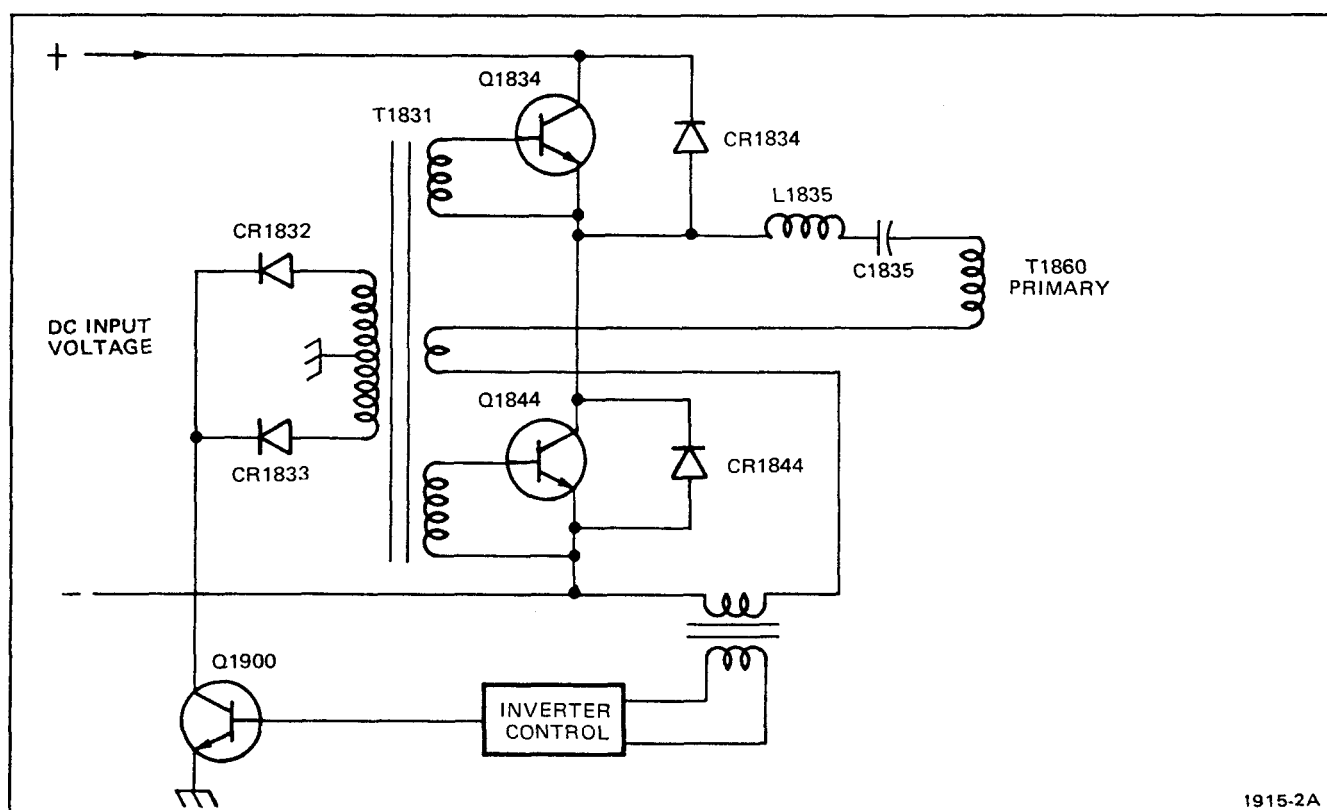 +
Q1834
T1831
CR1834
L1835
CR1832
C1835
T1860
PRIMARY
DC INPUT
VOLTAGE
Q1844
CR1833
CR1844
-
Q1900
INVERTER
CONTROL
1915-2A